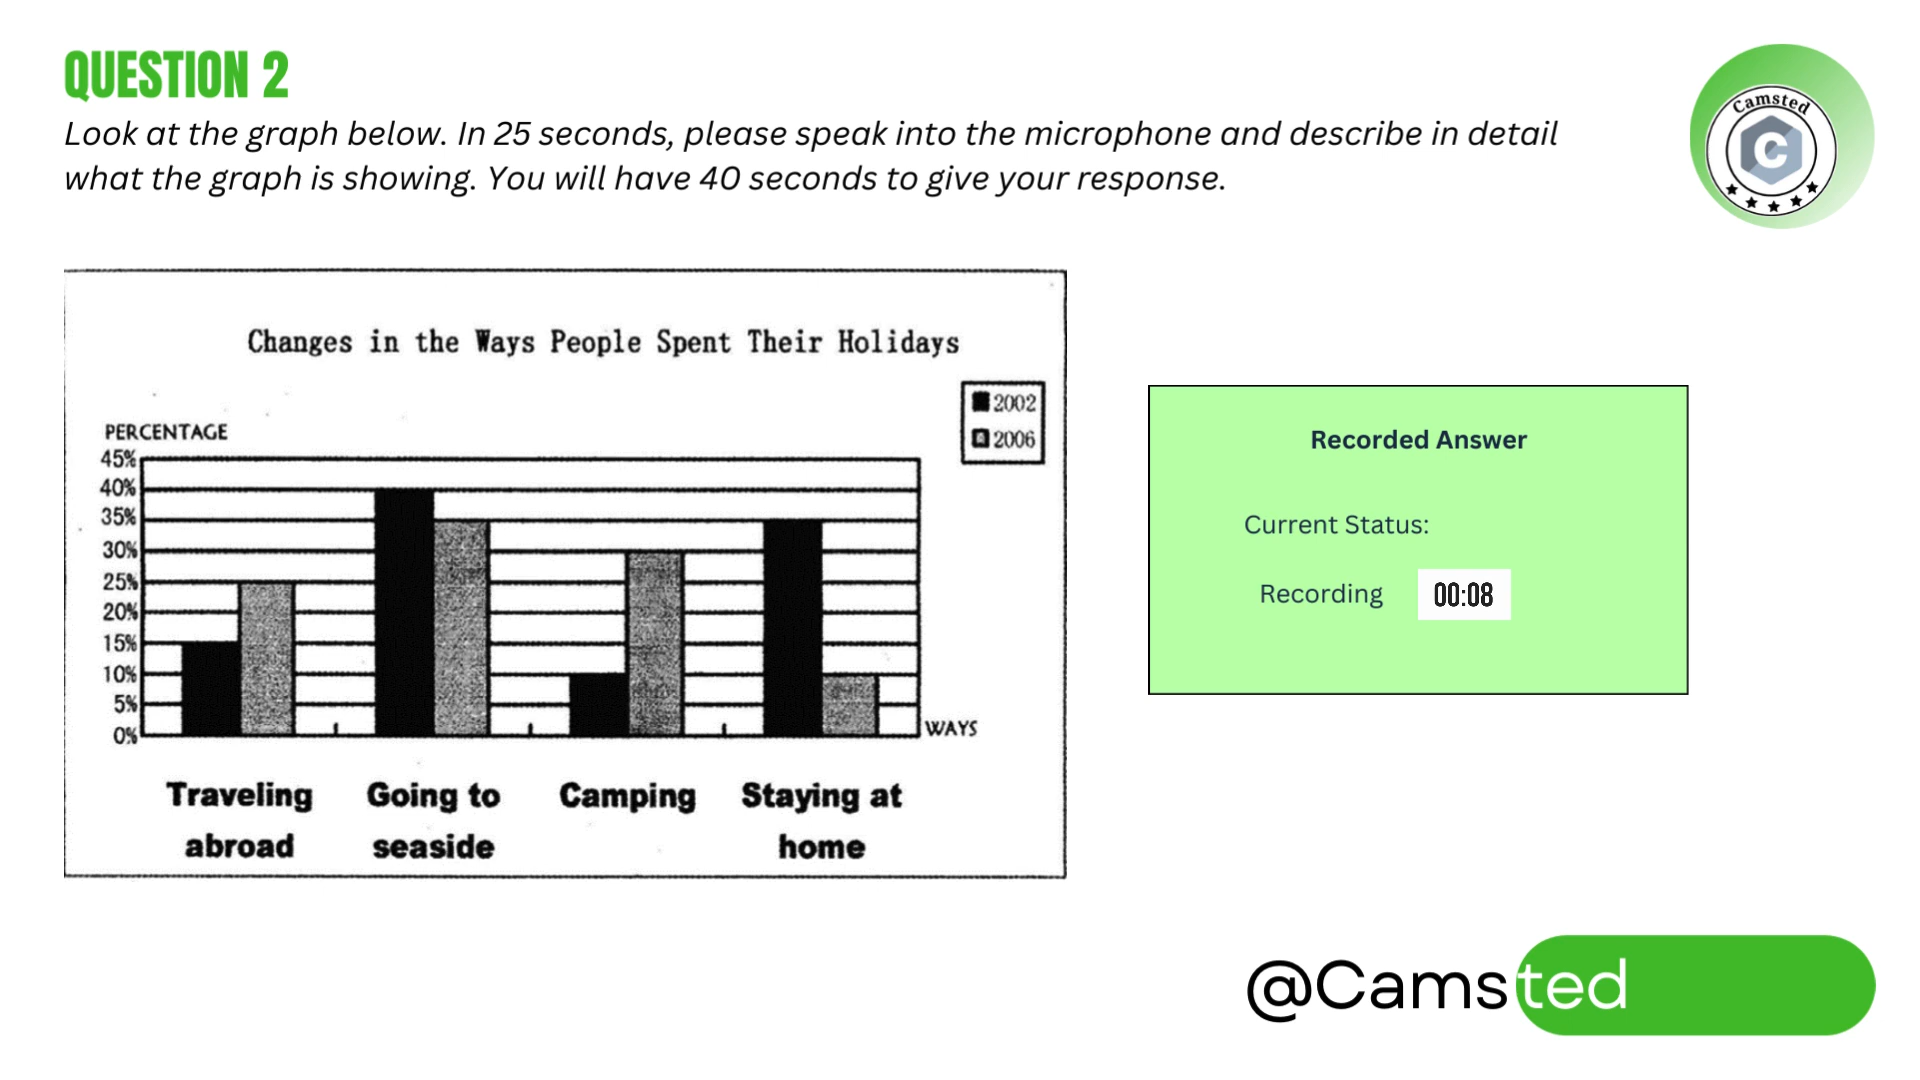 QUESTION 2
Look at the graph below. In 25 seconds, please speak into the microphone and describe in detail
what the graph is showing. You will have 40 seconds to give your response.
Camsted
C
Changes in the Ways People Spent Their Holidays
2002
2006
PERCENTAGE
45%
40%
35%
30%
25%
20%
15%
10%
5%
0%
WAYS
Traveling
abroad
Going to
seaside
Camping
Staying at
home
Recorded Answer
Current Status:
Recording 00:08
@Camsted